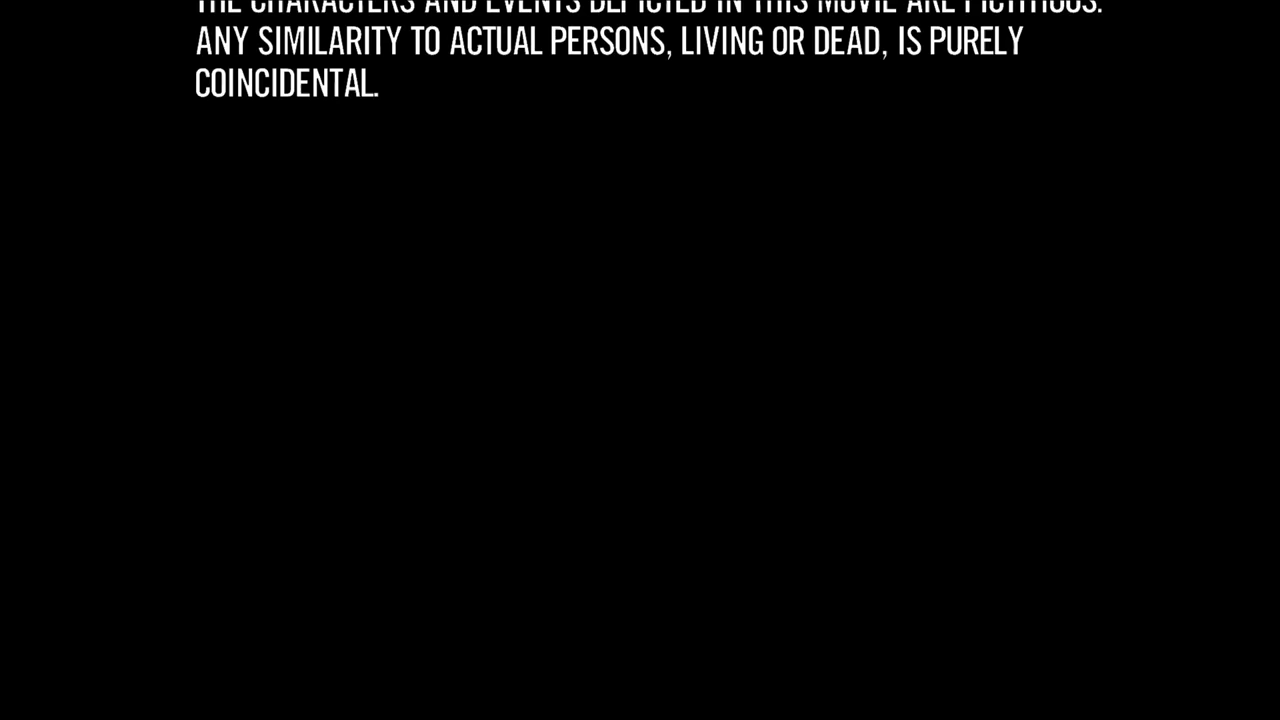 THE CHARACTERS AND EVENTS DEPICTED IN THIS MOVIE ARE FICTITIOUS.
ANY SIMILARITY TO ACTUAL PERSONS, LIVING OR DEAD, IS PURELY
COINCIDENTAL.